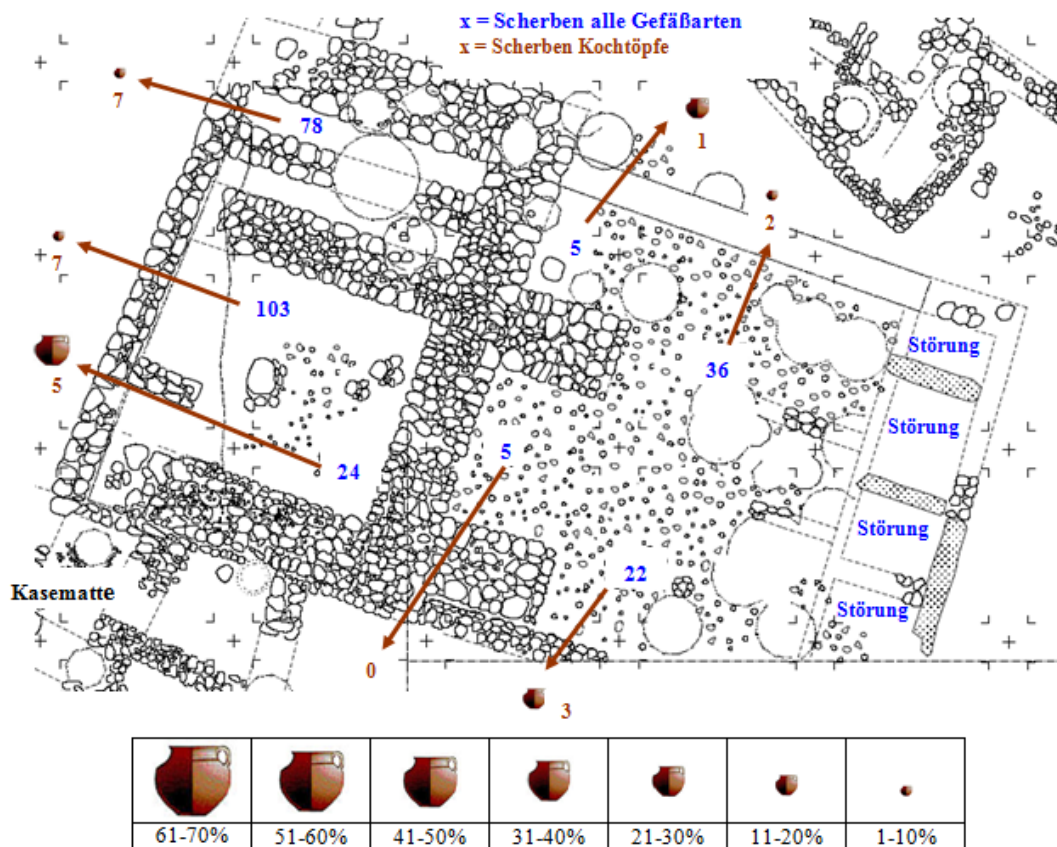 x = Scherben alle Gefäßarten
x = Scherben Kochtöpfe
7
78
1
5
2
7
103
36
Störung
5
24
5
Störung
Störung
22
Kasematte
Störung
0
3
61-70% 51-60% 41-50% 31-40% 21-30% 11-20% 1-10%